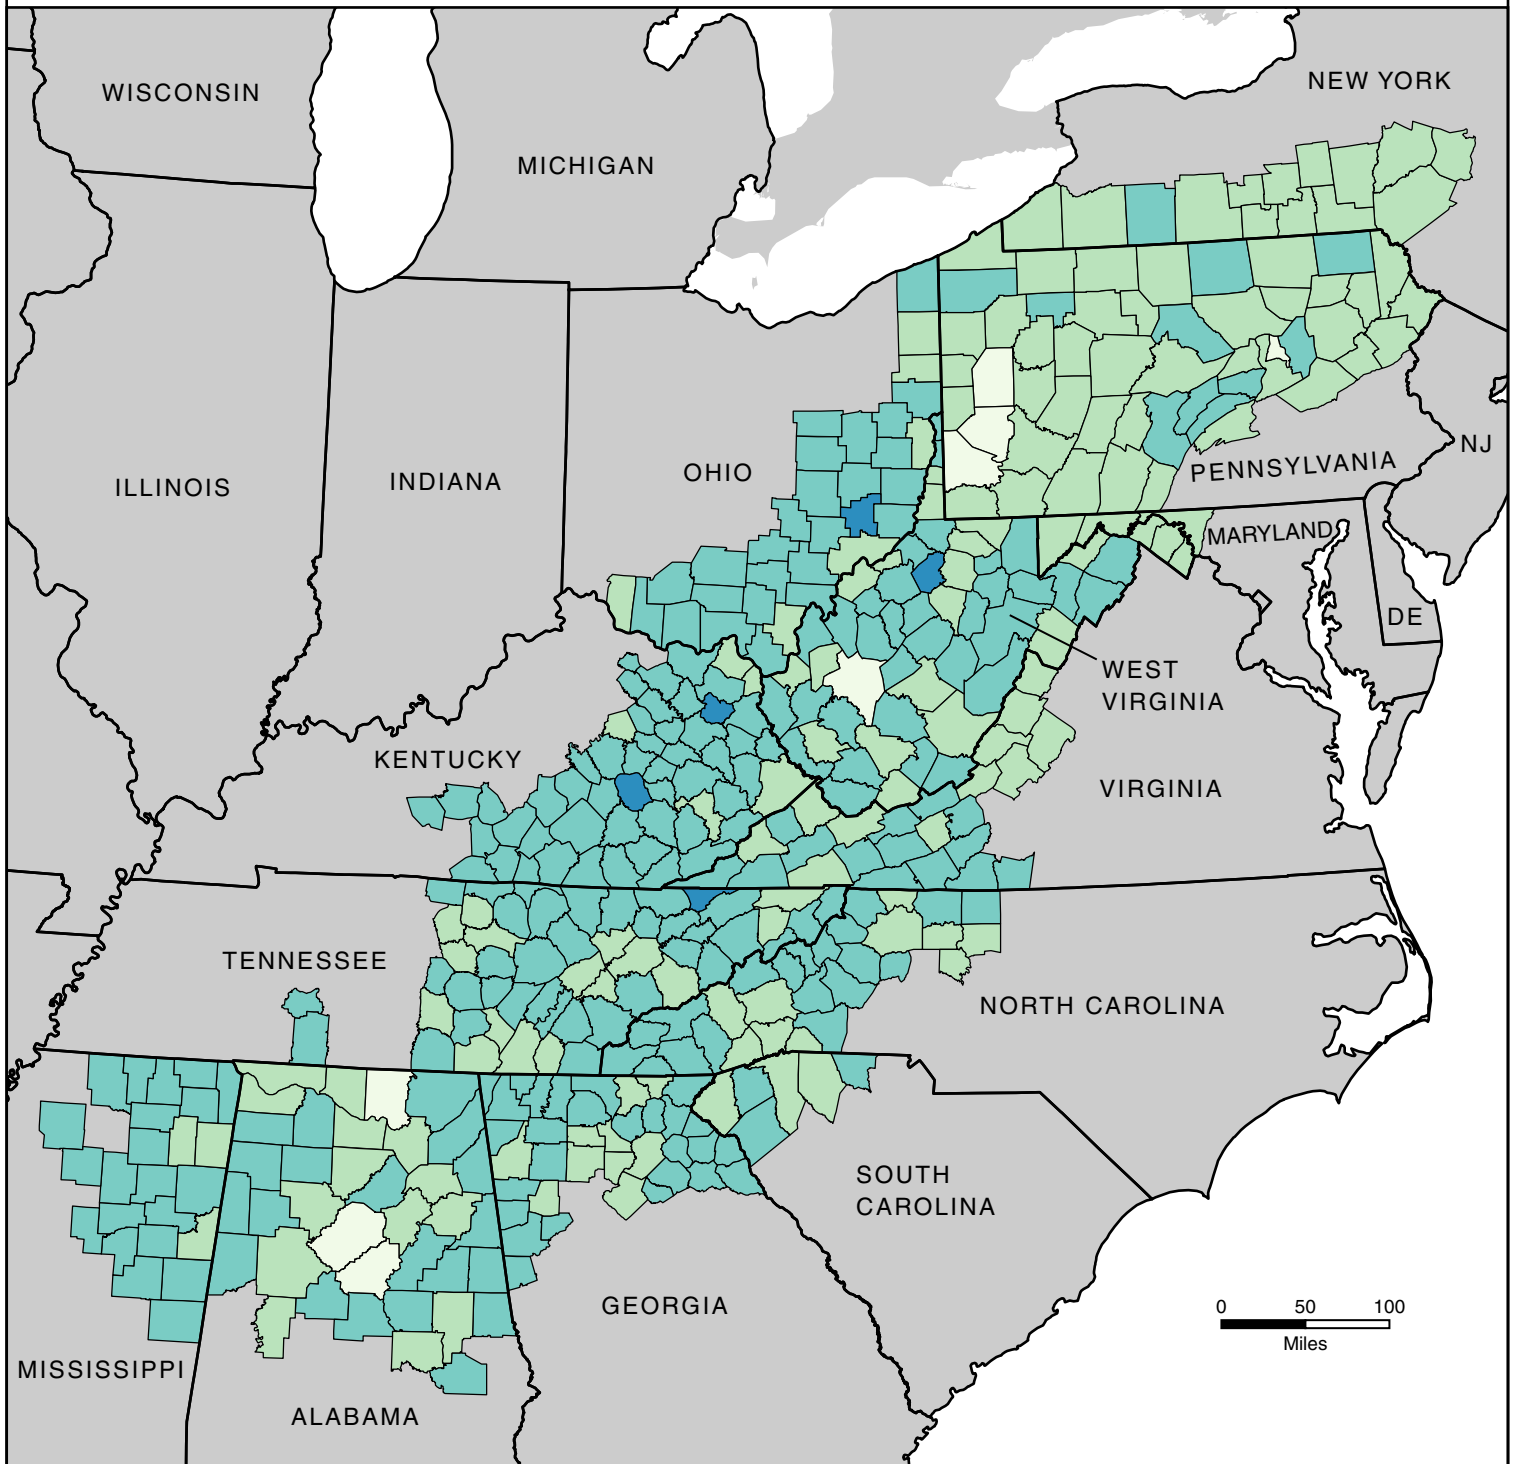 WISCONSIN
NEW YORK
MICHIGAN
ILLINOIS
INDIANA
OHIO
PENNSYLVANIA
NJ
MARYLAND
DE
WEST
VIRGINIA
KENTUCKY
VIRGINIA
TENNESSEE
NORTH CAROLINA
SOUTH
CAROLINA
GEORGIA
0 50 100
Miles
MISSISSIPPI
ALABAMA